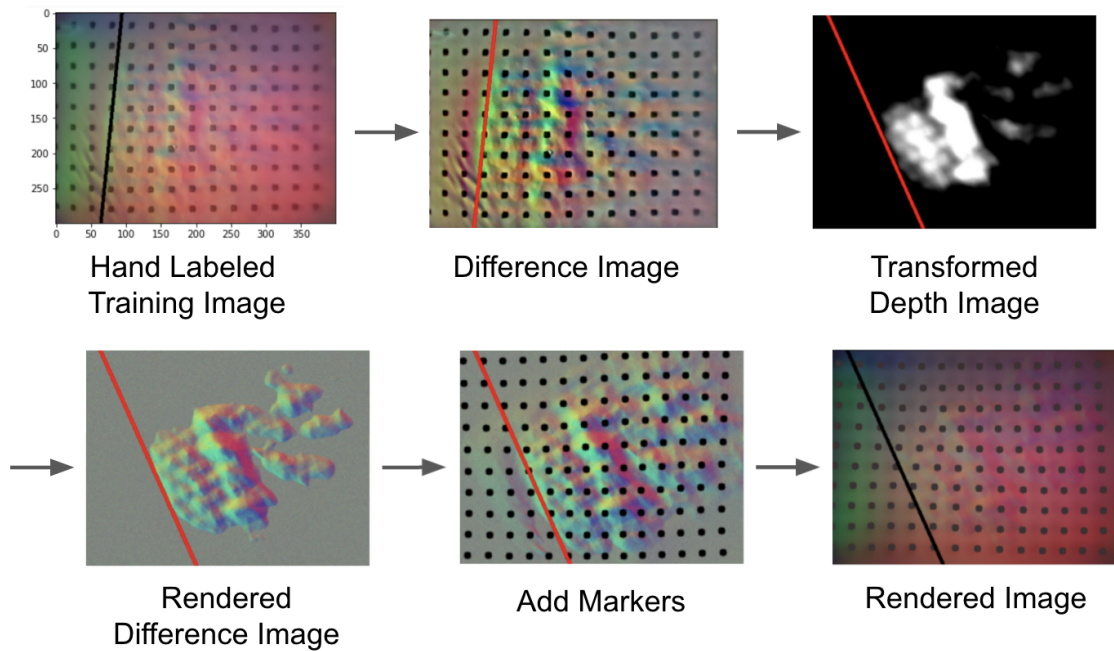 0
50
100
150
200
250
0 50 100 150 200 250 300 350
Hand Labeled
Training Image
Difference Image
Transformed
Depth Image
Rendered
Difference Image
Add Markers
Rendered Image